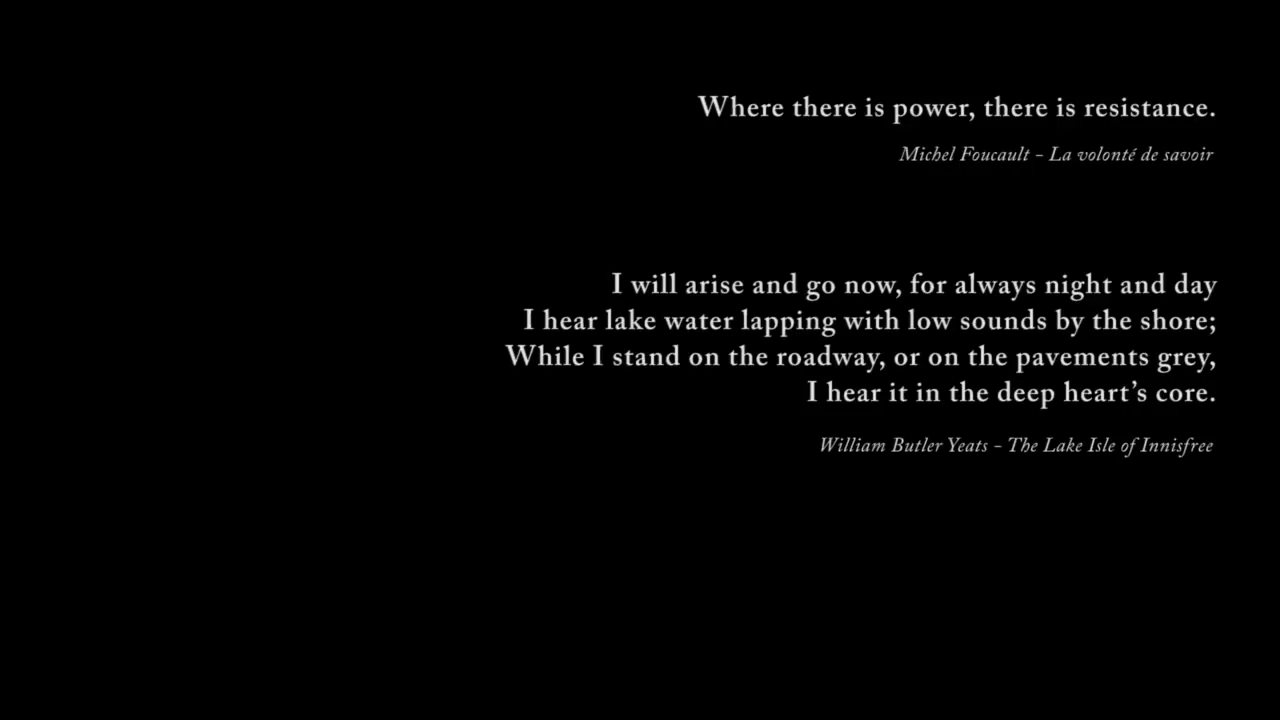 Where there is power, there is resistance.
Michel Foucault - La volonté de savoir
I will arise and go now, for always night and day
I hear lake water lapping with low sounds by the shore;
While I stand on the roadway, or on the pavements grey,
I hear it in the deep heart’s core.
William Butler Yeats - The Lake Isle of Innisfree